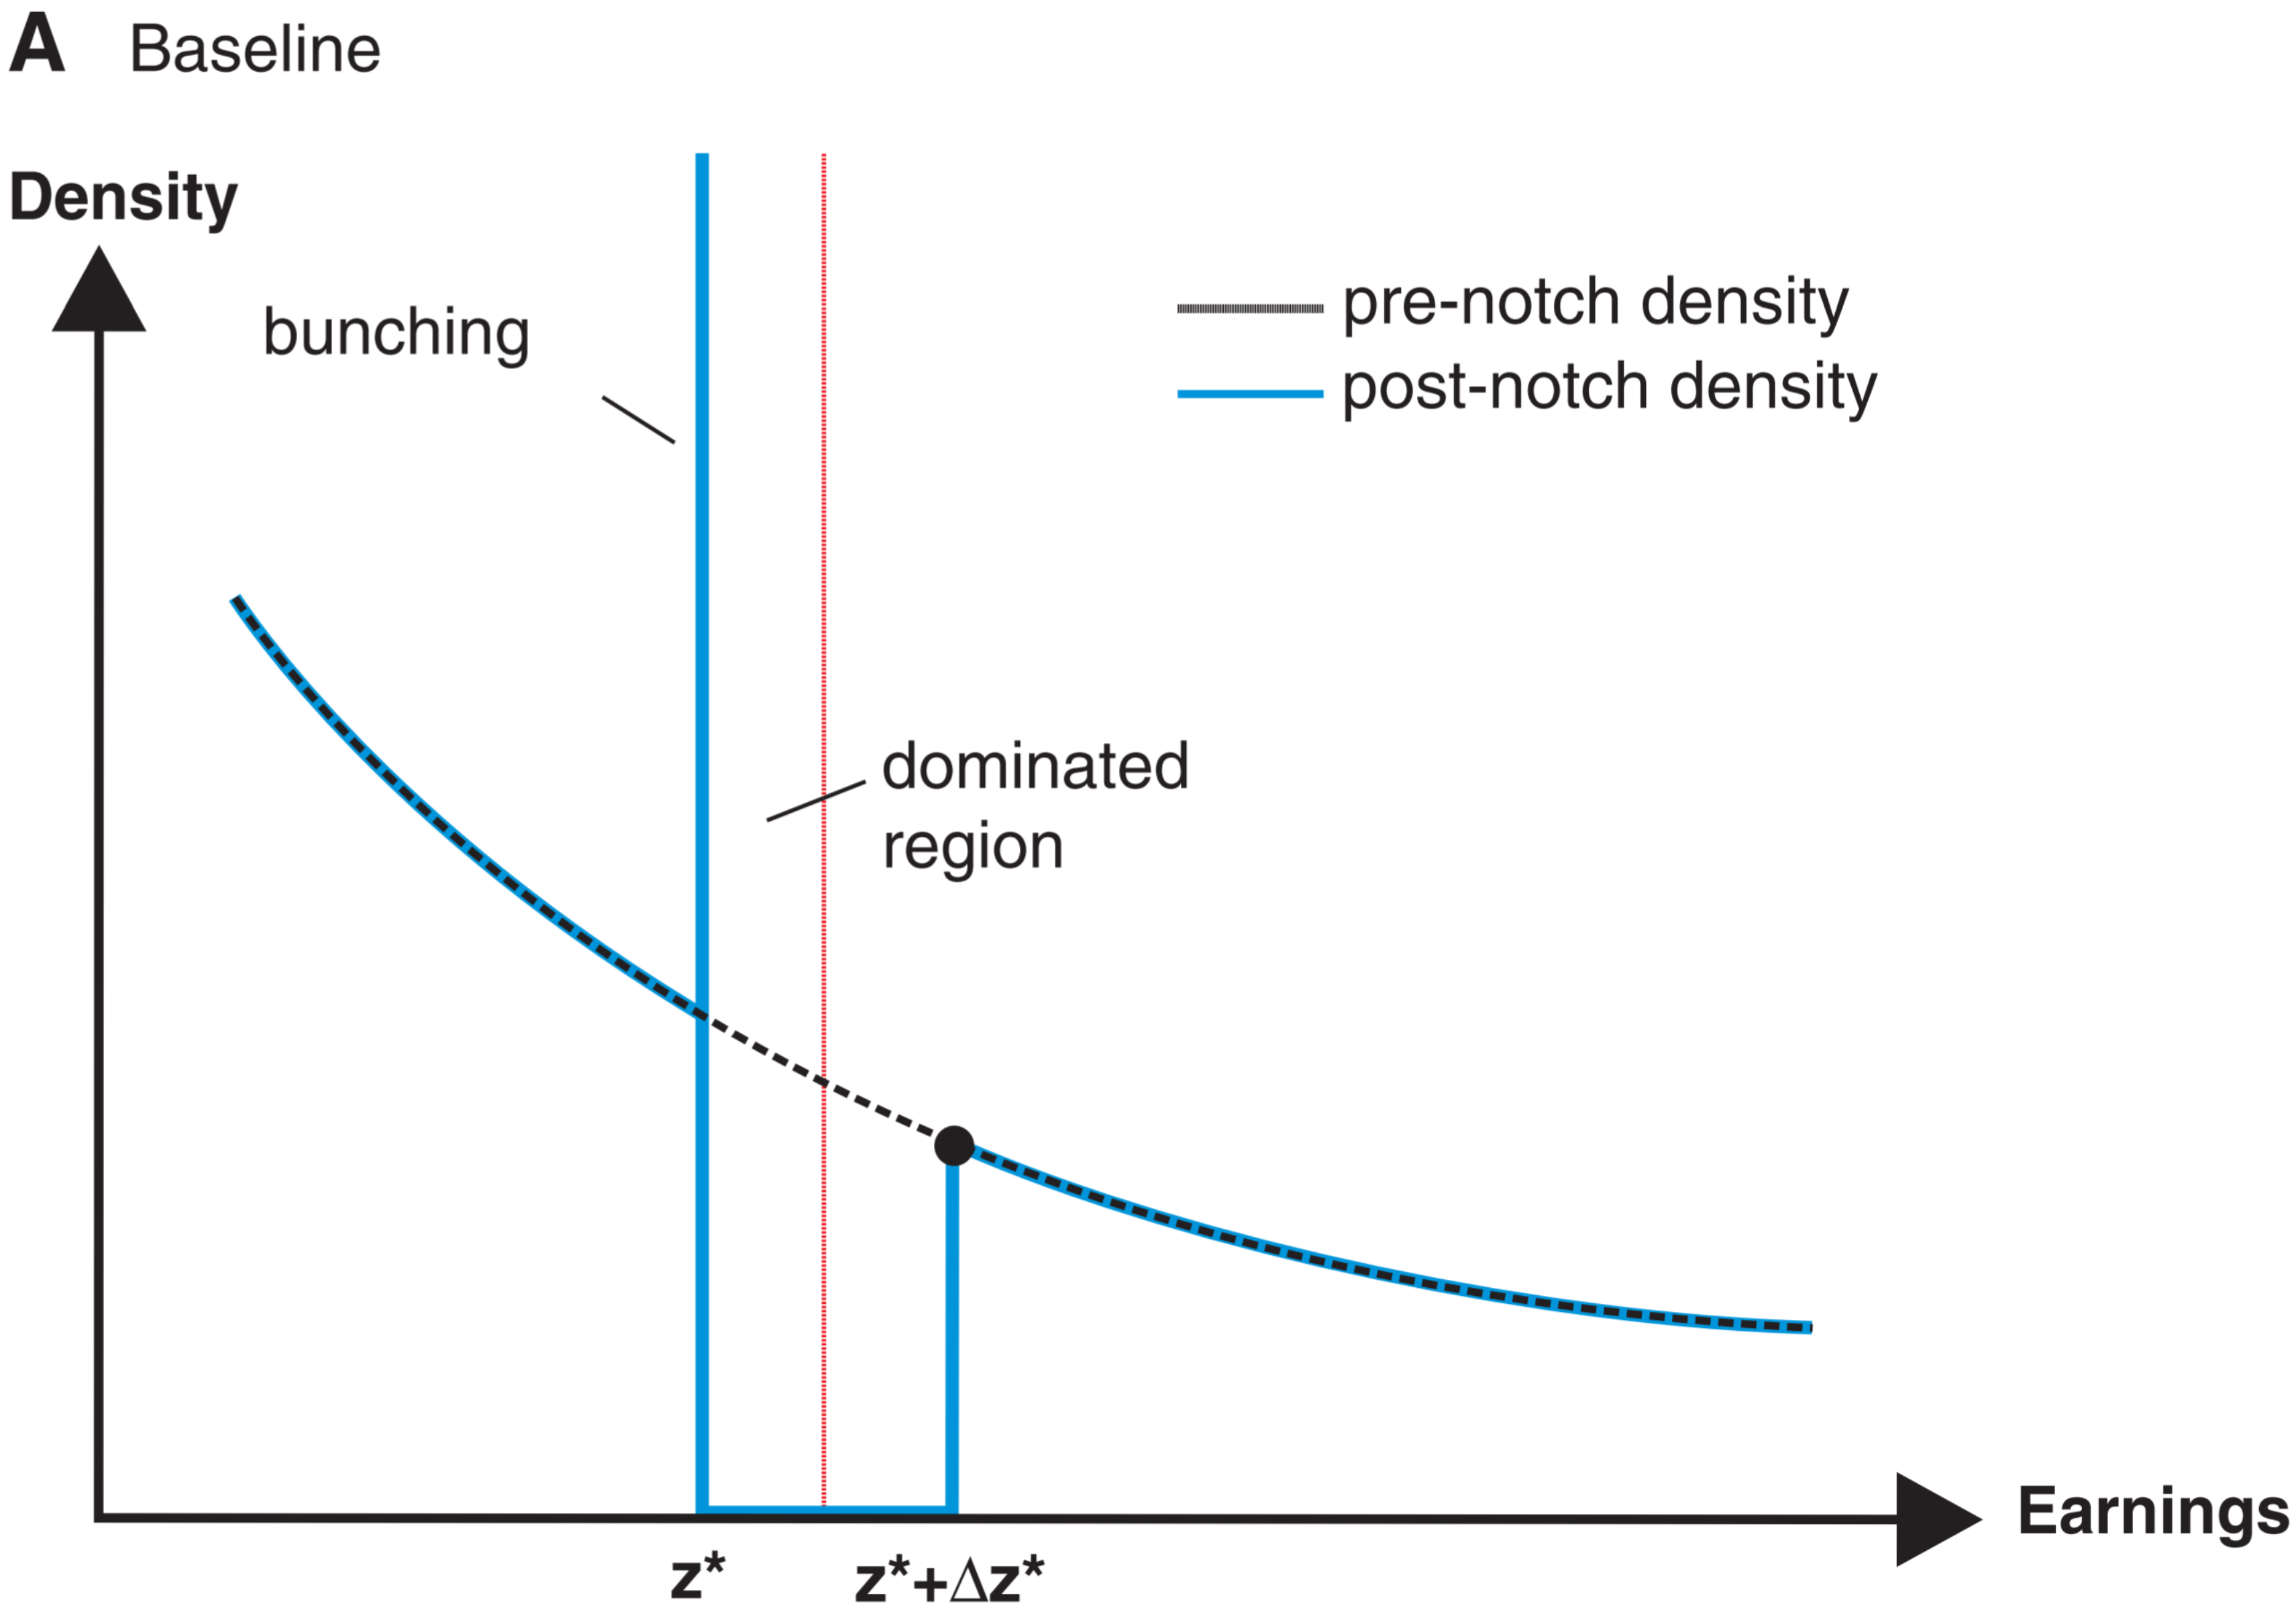 A Baseline
Density
bunching
pre-notch density
post-notch density
dominated
region
Earnings
z*
z*+Δz*